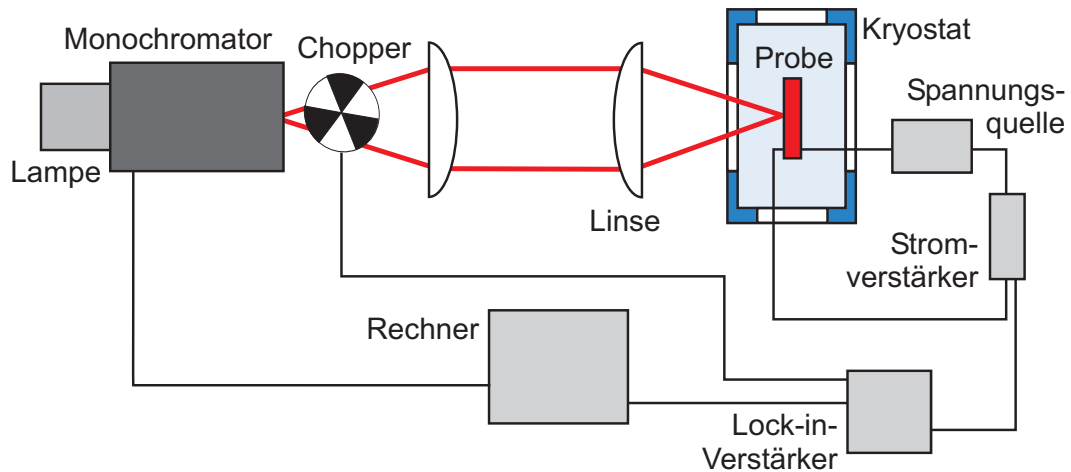 Monochromator
Chopper
Kryostat
Probe
Spannungs-
quelle
Lampe
Linse
Strom-
verstärker
Rechner
Lock-in-
Verstärker